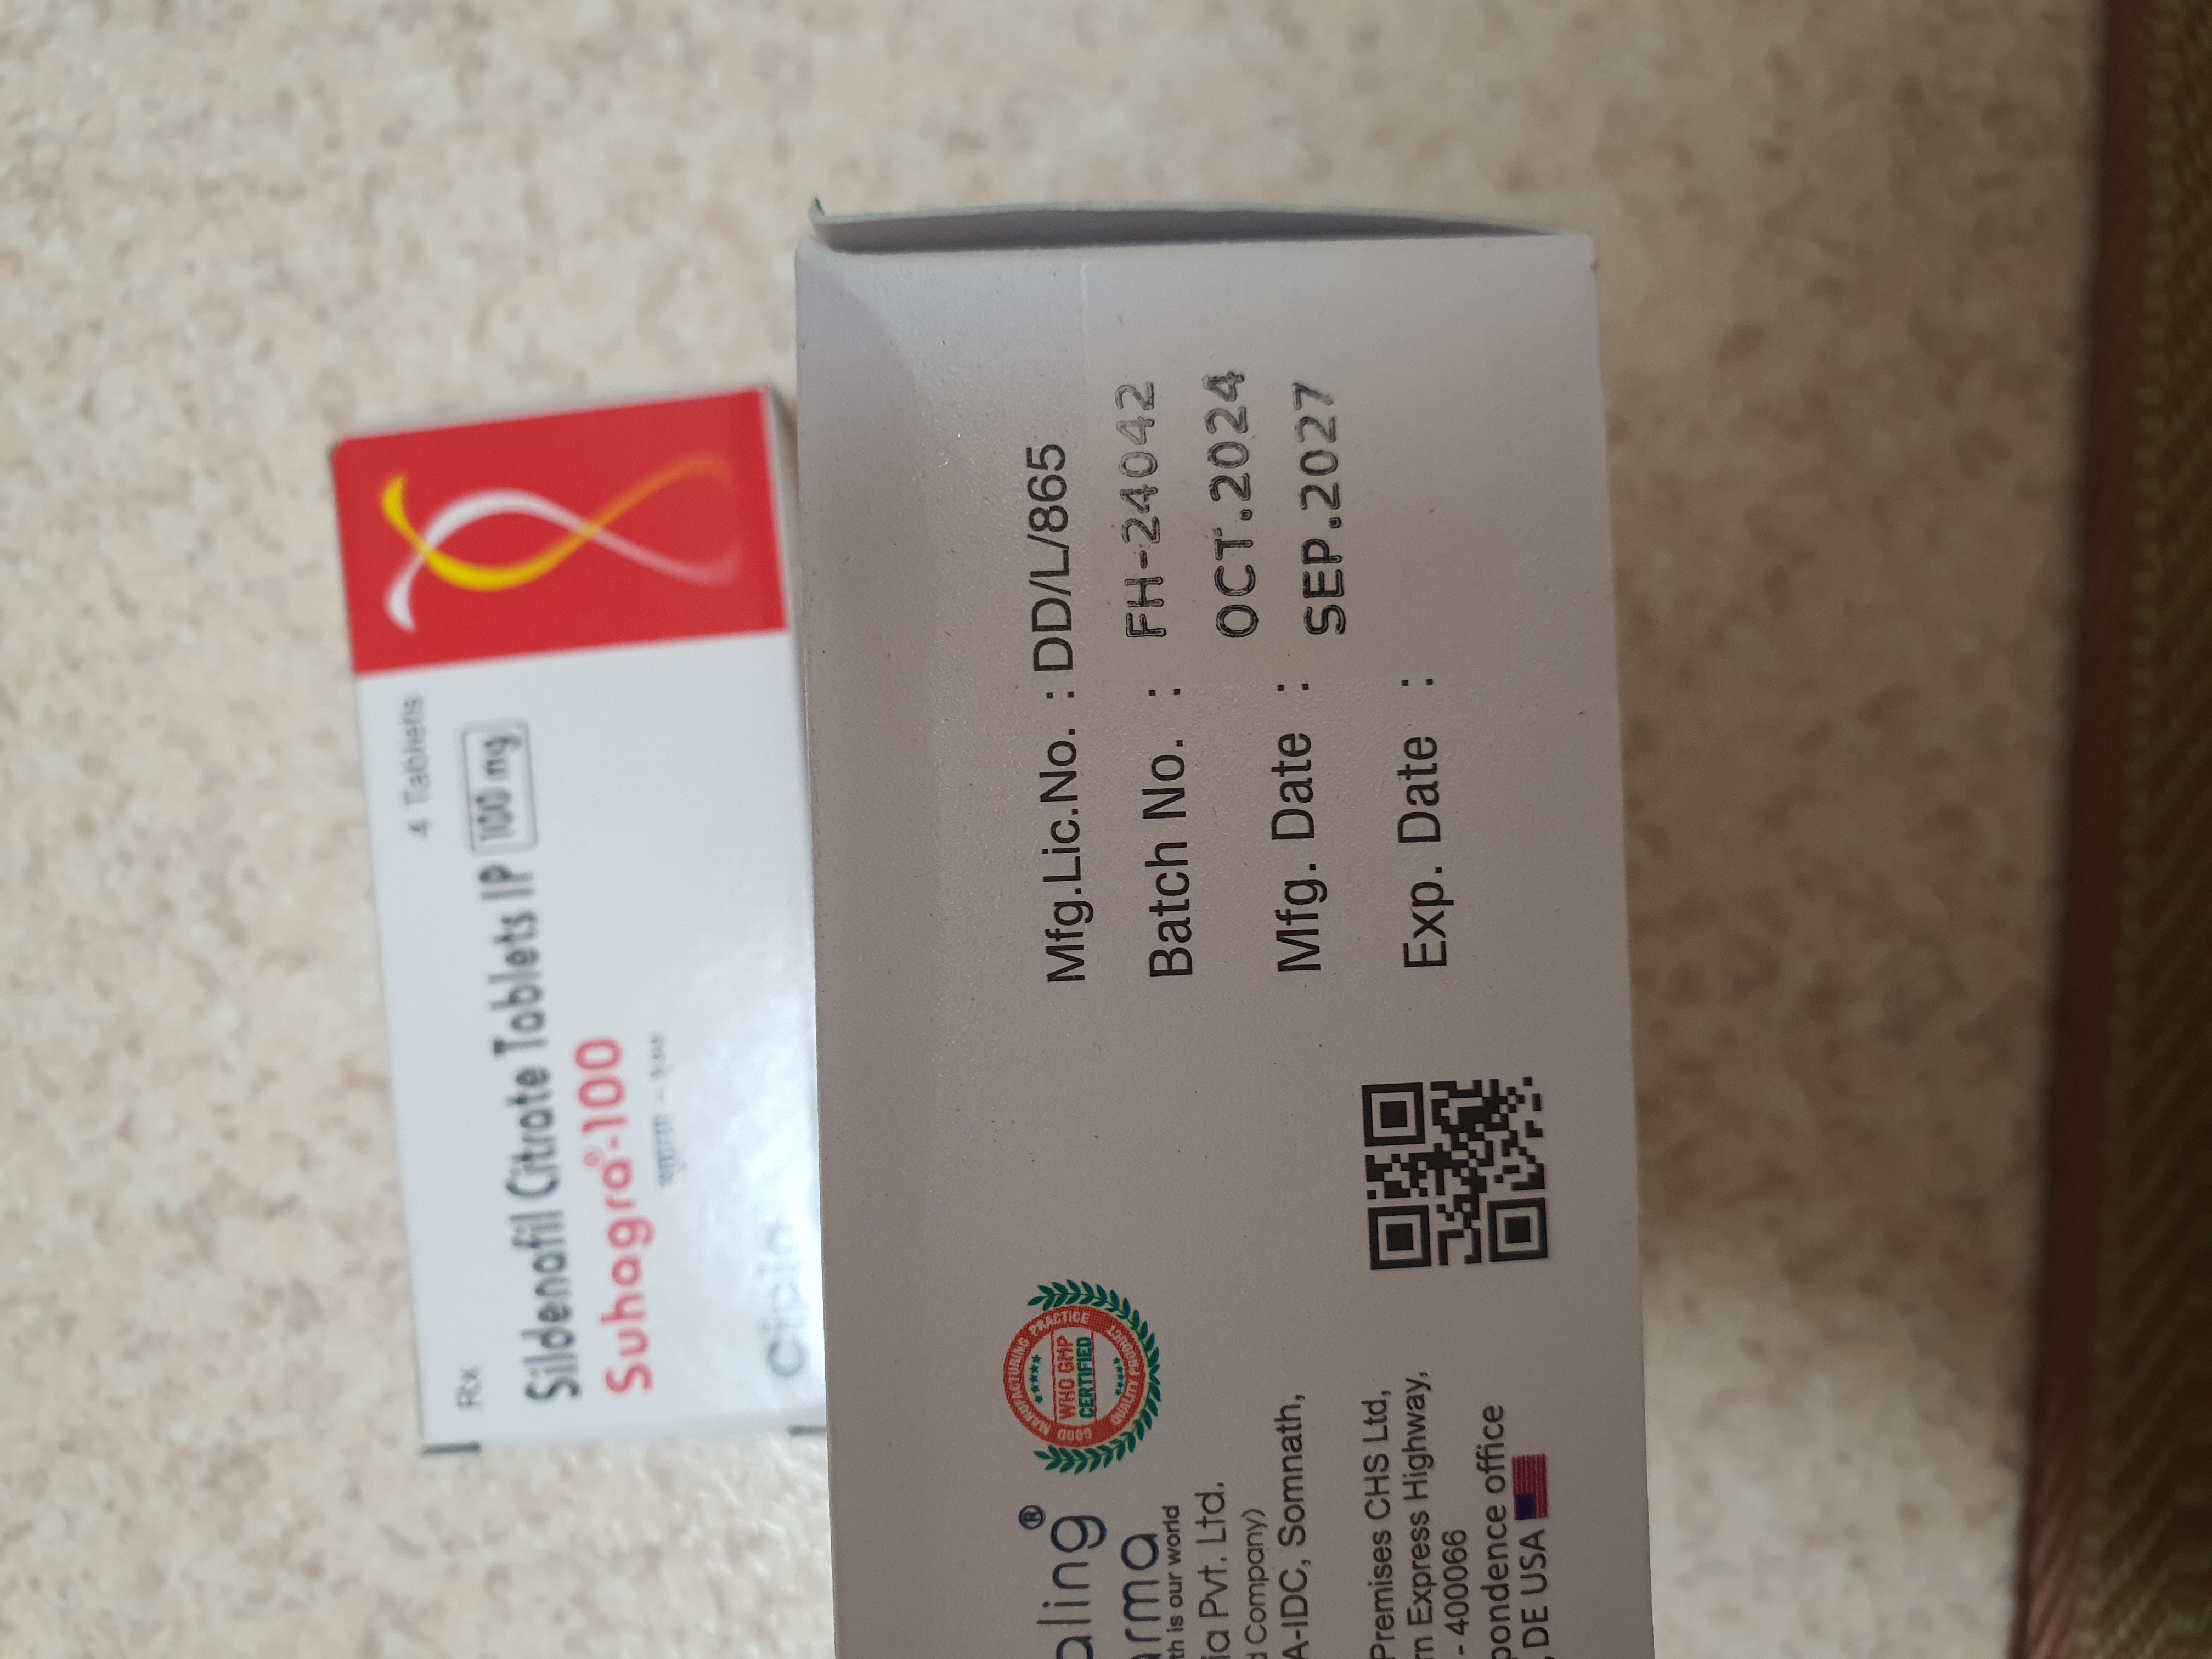 Rx
4 Tablets
Sildenafil Citrate Tablets IP 100 mg
Suhagra®-100
सुहाग्रा - १००
Cipla
Mfg.Lic.No. : DD/L/865
Batch No. : FH-24042
Mfg. Date : OCT.2024
Exp. Date : SEP.2027
GOOD MANUFACTURING PRACTICE
WHO GMP
CERTIFIED
QUALITY PRODUCT
aling®
arma
th is our world
ia Pvt. Ltd.
d Company)
A-IDC, Somnath,
Premises CHS Ltd,
rn Express Highway,
- 400066
pondence office
, DE USA